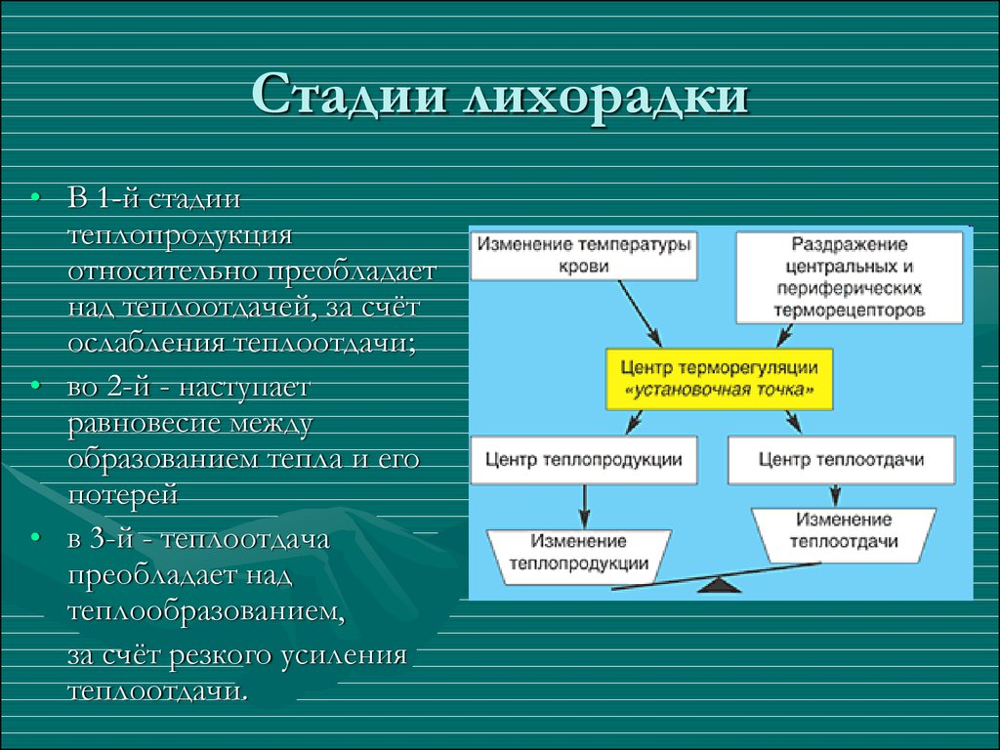 Стадии лихорадки
• В 1-й стадии
теплопродукция
относительно преобладает
над теплоотдачей, за счёт
ослабления теплоотдачи;
• во 2-й - наступает
равновесие между
образованием тепла и его
потерей
• в 3-й - теплоотдача
преобладает над
теплообразованием,
за счёт резкого усиления
теплоотдачи.
Изменение температуры
крови
Раздражение
центральных и
периферических
терморецепторов
Центр терморегуляции
«установочная точка»
Центр теплопродукции
Центр теплоотдачи
Изменение
теплопродукции
Изменение
теплоотдачи